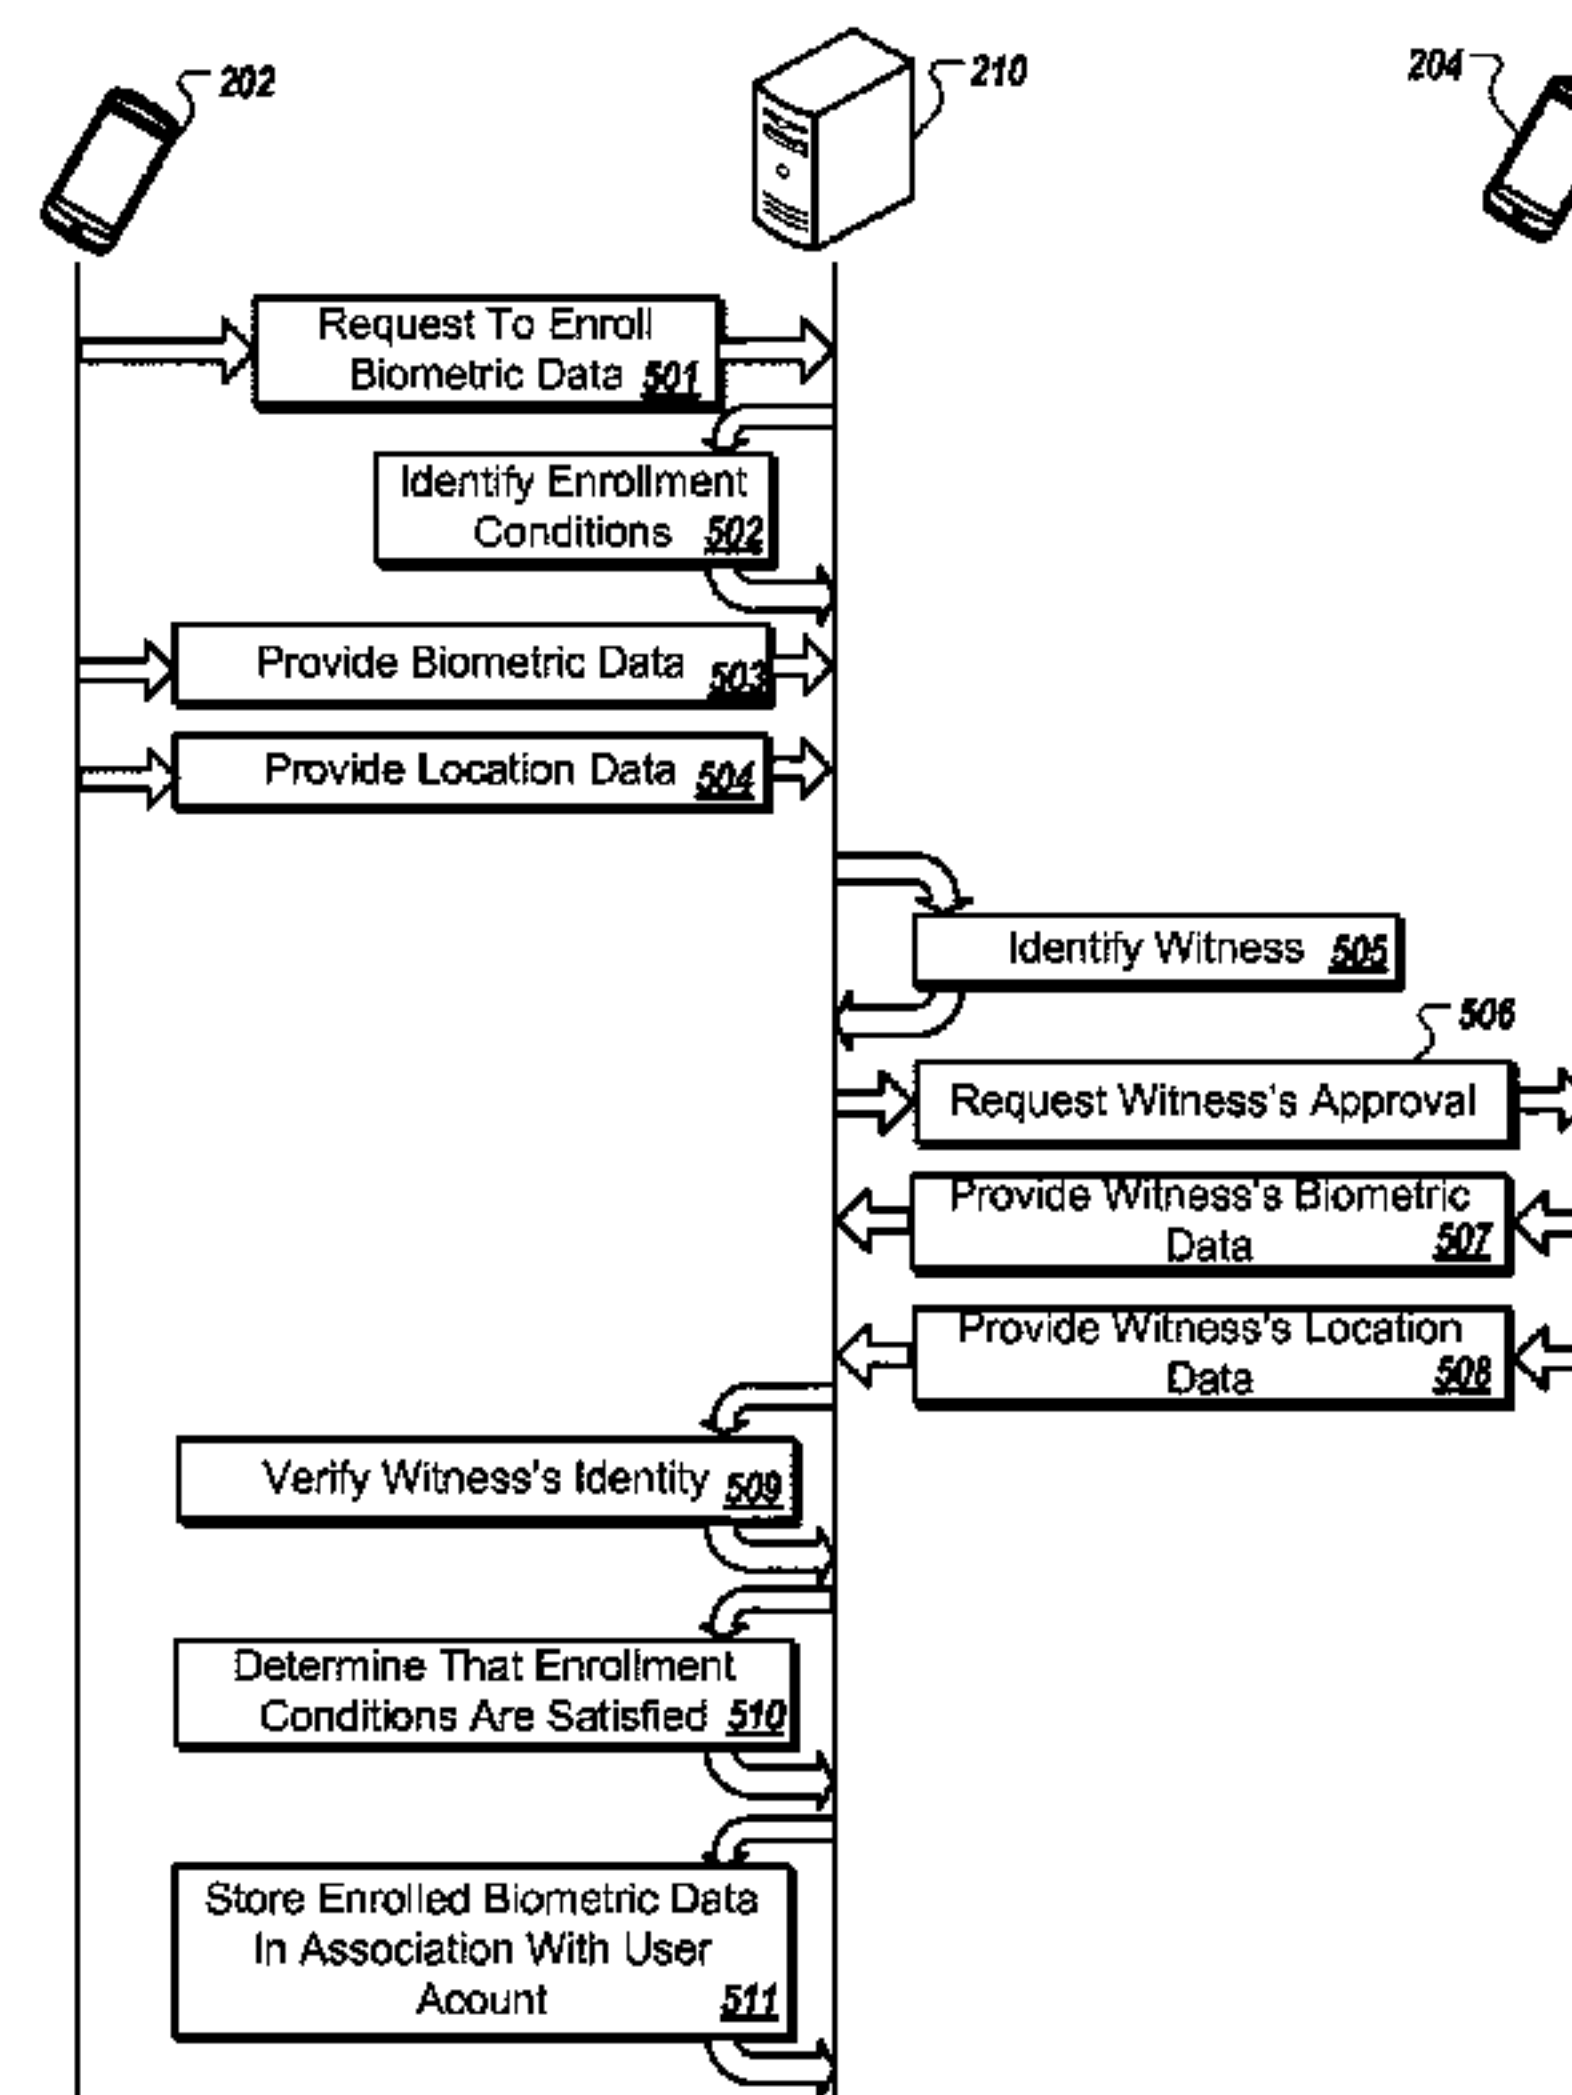 202
210
204
Request To Enroll
Biometric Data 501
Identify Enrollment
Conditions 502
Provide Biometric Data 503
Provide Location Data 504
Identify Witness 505
506
Request Witness's Approval
Provide Witness's Biometric
Data 507
Provide Witness's Location
Data 508
Verify Witness's Identity 509
Determine That Enrollment
Conditions Are Satisfied 510
Store Enrolled Biometric Data
In Association With User
Acount 511